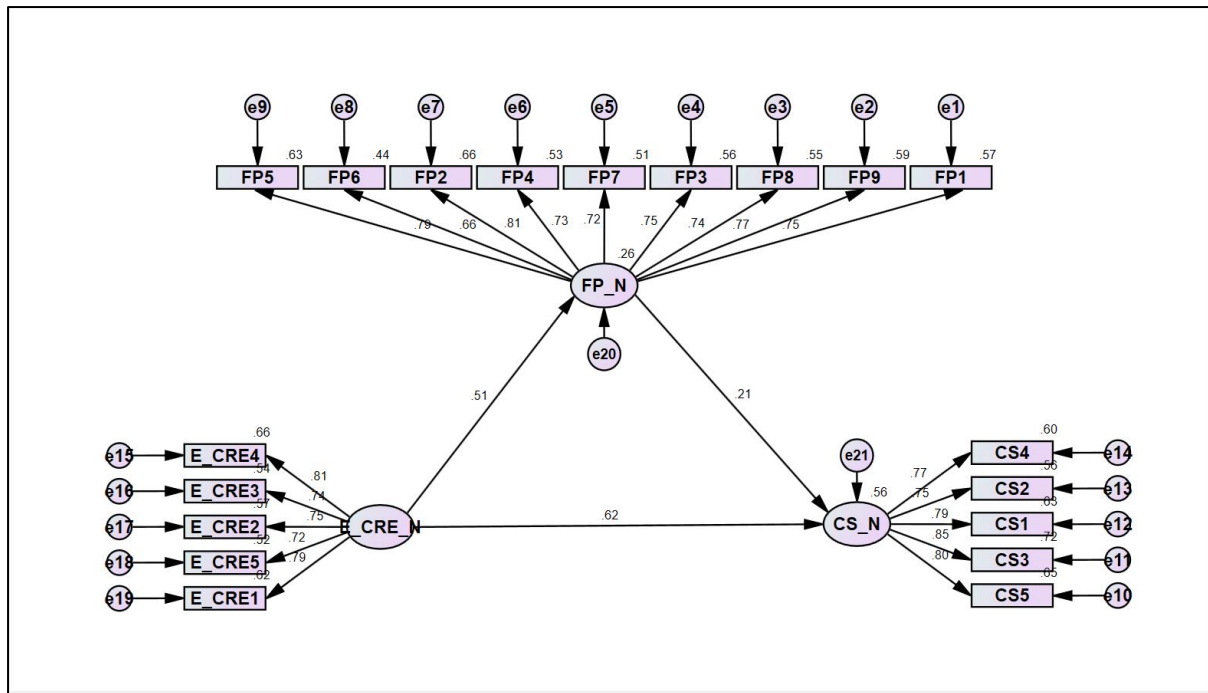 e9 e8 e7 e6 e5 e4 e3 e2 e1
.63 .44 .66 .53 .51 .56 .55 .59 .57
FP5 FP6 FP2 FP4 FP7 FP3 FP8 FP9 FP1
.79 .66 .81 .73 .72 .75 .74 .77 .75
.26
FP_N
e20
.51 .21
.66 .60
e15 E_CRE4 e21 CS4 e14
.54 .81 .77 .56
e16 E_CRE3 .74 .75 CS2 e13
.57 .56 .63
e17 E_CRE2 .75 E_CRE_N .62 CS_N .79 CS1 e12
.52 .72 .85 .72
e18 E_CRE5 .79 .80 CS3 e11
.62 .65
e19 E_CRE1 CS5 e10